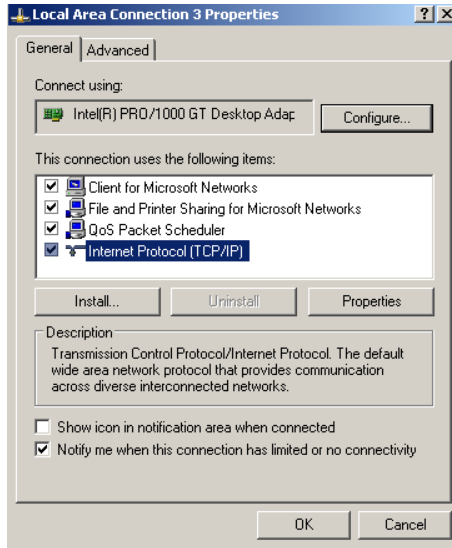 Local Area Connection 3 Properties
General
Advanced
Connect using:
Intel(R) PRO/1000 GT Desktop Adap
Configure...
This connection uses the following items:
Client for Microsoft Networks
File and Printer Sharing for Microsoft Networks
QoS Packet Scheduler
Internet Protocol (TCP/IP)
Install...
Uninstall
Properties
Description
Transmission Control Protocol/Internet Protocol. The default
wide area network protocol that provides communication
across diverse interconnected networks.
Show icon in notification area when connected
Notify me when this connection has limited or no connectivity
OK
Cancel